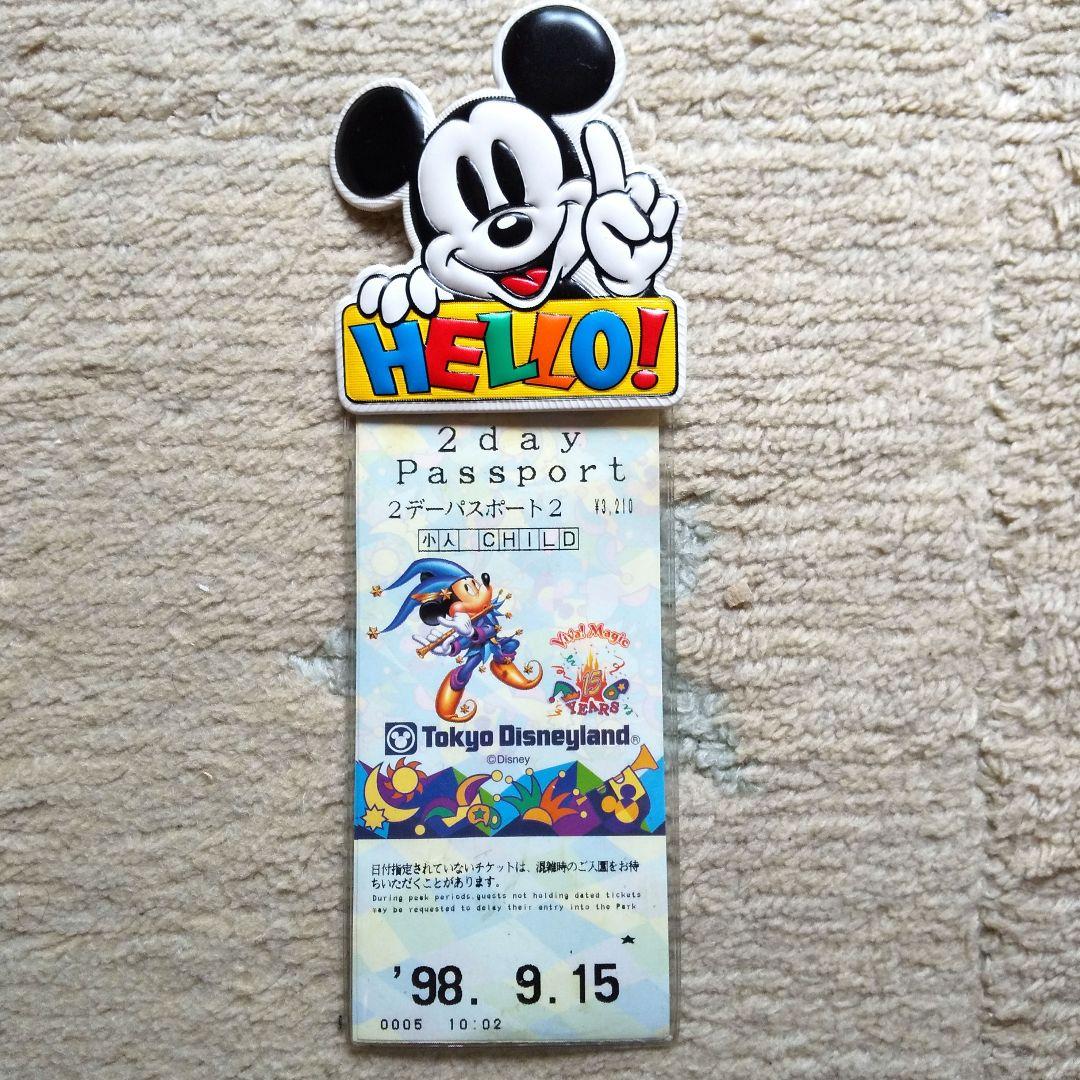 HELLO!
2day
Passport
2デーパスポート2 ¥3,210
小人 CHILD
Viva! Magic
15
YEARS
Tokyo Disneyland®
©Disney
日付指定されていないチケットは、混雑時のご入園をお待
ちいただくことがあります。
During peak periods,guests not holding dated tickets
may be requested to delay their entry into the Park
★
'98. 9.15
0005 10:02